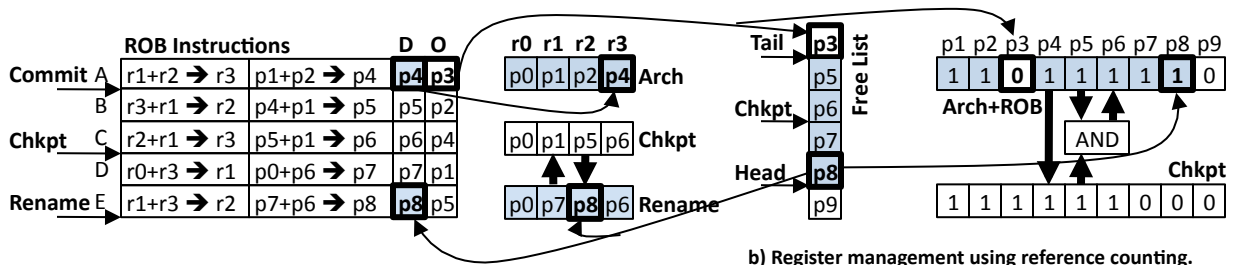 ROB Instructions D O
Commit A r1+r2 ➔ r3 p1+p2 ➔ p4 p4 p3
B r3+r1 ➔ r2 p4+p1 ➔ p5 p5 p2
Chkpt C r2+r1 ➔ r3 p5+p1 ➔ p6 p6 p4
D r0+r3 ➔ r1 p0+p6 ➔ p7 p7 p1
Rename E r1+r3 ➔ r2 p7+p6 ➔ p8 p8 p5
r0 r1 r2 r3
p0 p1 p2 p4 Arch
p0 p1 p5 p6 Chkpt
p0 p7 p8 p6 Rename
Tail p3
p5
Chkpt p6
p7
Head p8
p9
Free List
p1 p2 p3 p4 p5 p6 p7 p8 p9
1 1 0 1 1 1 1 1 0
Arch+ROB
AND
Chkpt
1 1 1 1 1 1 0 0 0
b) Register management using reference counting.